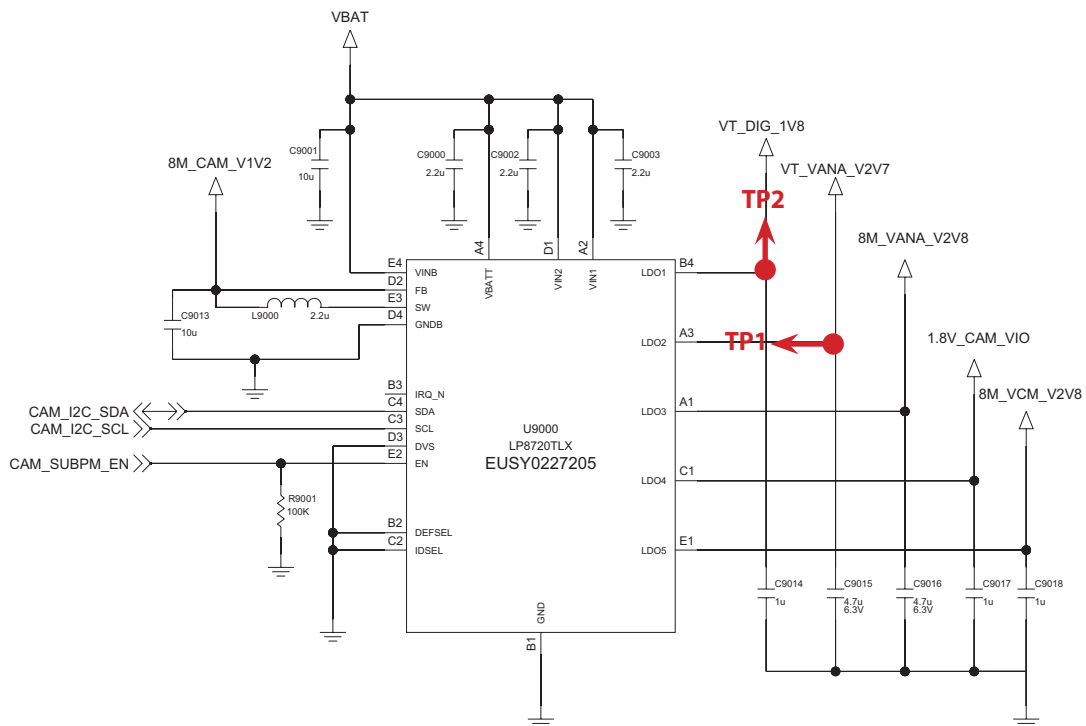 VBAT
VT_DIG_1V8
8M_CAM_V1V2
C9001
10u
C9000
2.2u
C9002
2.2u
C9003
2.2u
VT_VANA_V2V7
TP2
8M_VANA_V2V8
A4
D1
A2
E4
VINB
VBATT
VIN2
VIN1
LDO1
B4
D2
FB
E3
SW
C9013
10u
L9000
2.2u
D4
GNDB
LDO2
A3
TP1
1.8V_CAM_VIO
B3
IRQ_N
8M_VCM_V2V8
CAM_I2C_SDA
C4
SDA
LDO3
A1
CAM_I2C_SCL
C3
SCL
U9000
LP8720TLX
EUSY0227205
D3
DVS
CAM_SUBPM_EN
E2
EN
LDO4
C1
R9001
100K
B2
DEFSEL
C2
IDSEL
LDO5
E1
C9014
1u
C9015
4.7u
6.3V
C9016
4.7u
6.3V
C9017
1u
C9018
1u
GND
B1